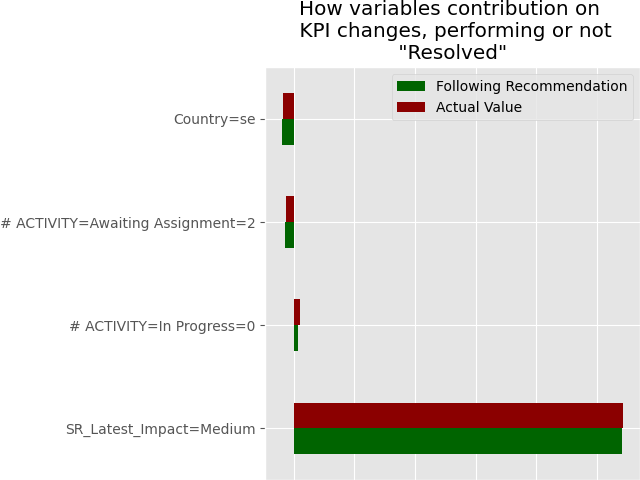 How variables contribution on
KPI changes, performing or not
"Resolved"
Following Recommendation
Actual Value
Country=se
# ACTIVITY=Awaiting Assignment=2
# ACTIVITY=In Progress=0
SR_Latest_Impact=Medium